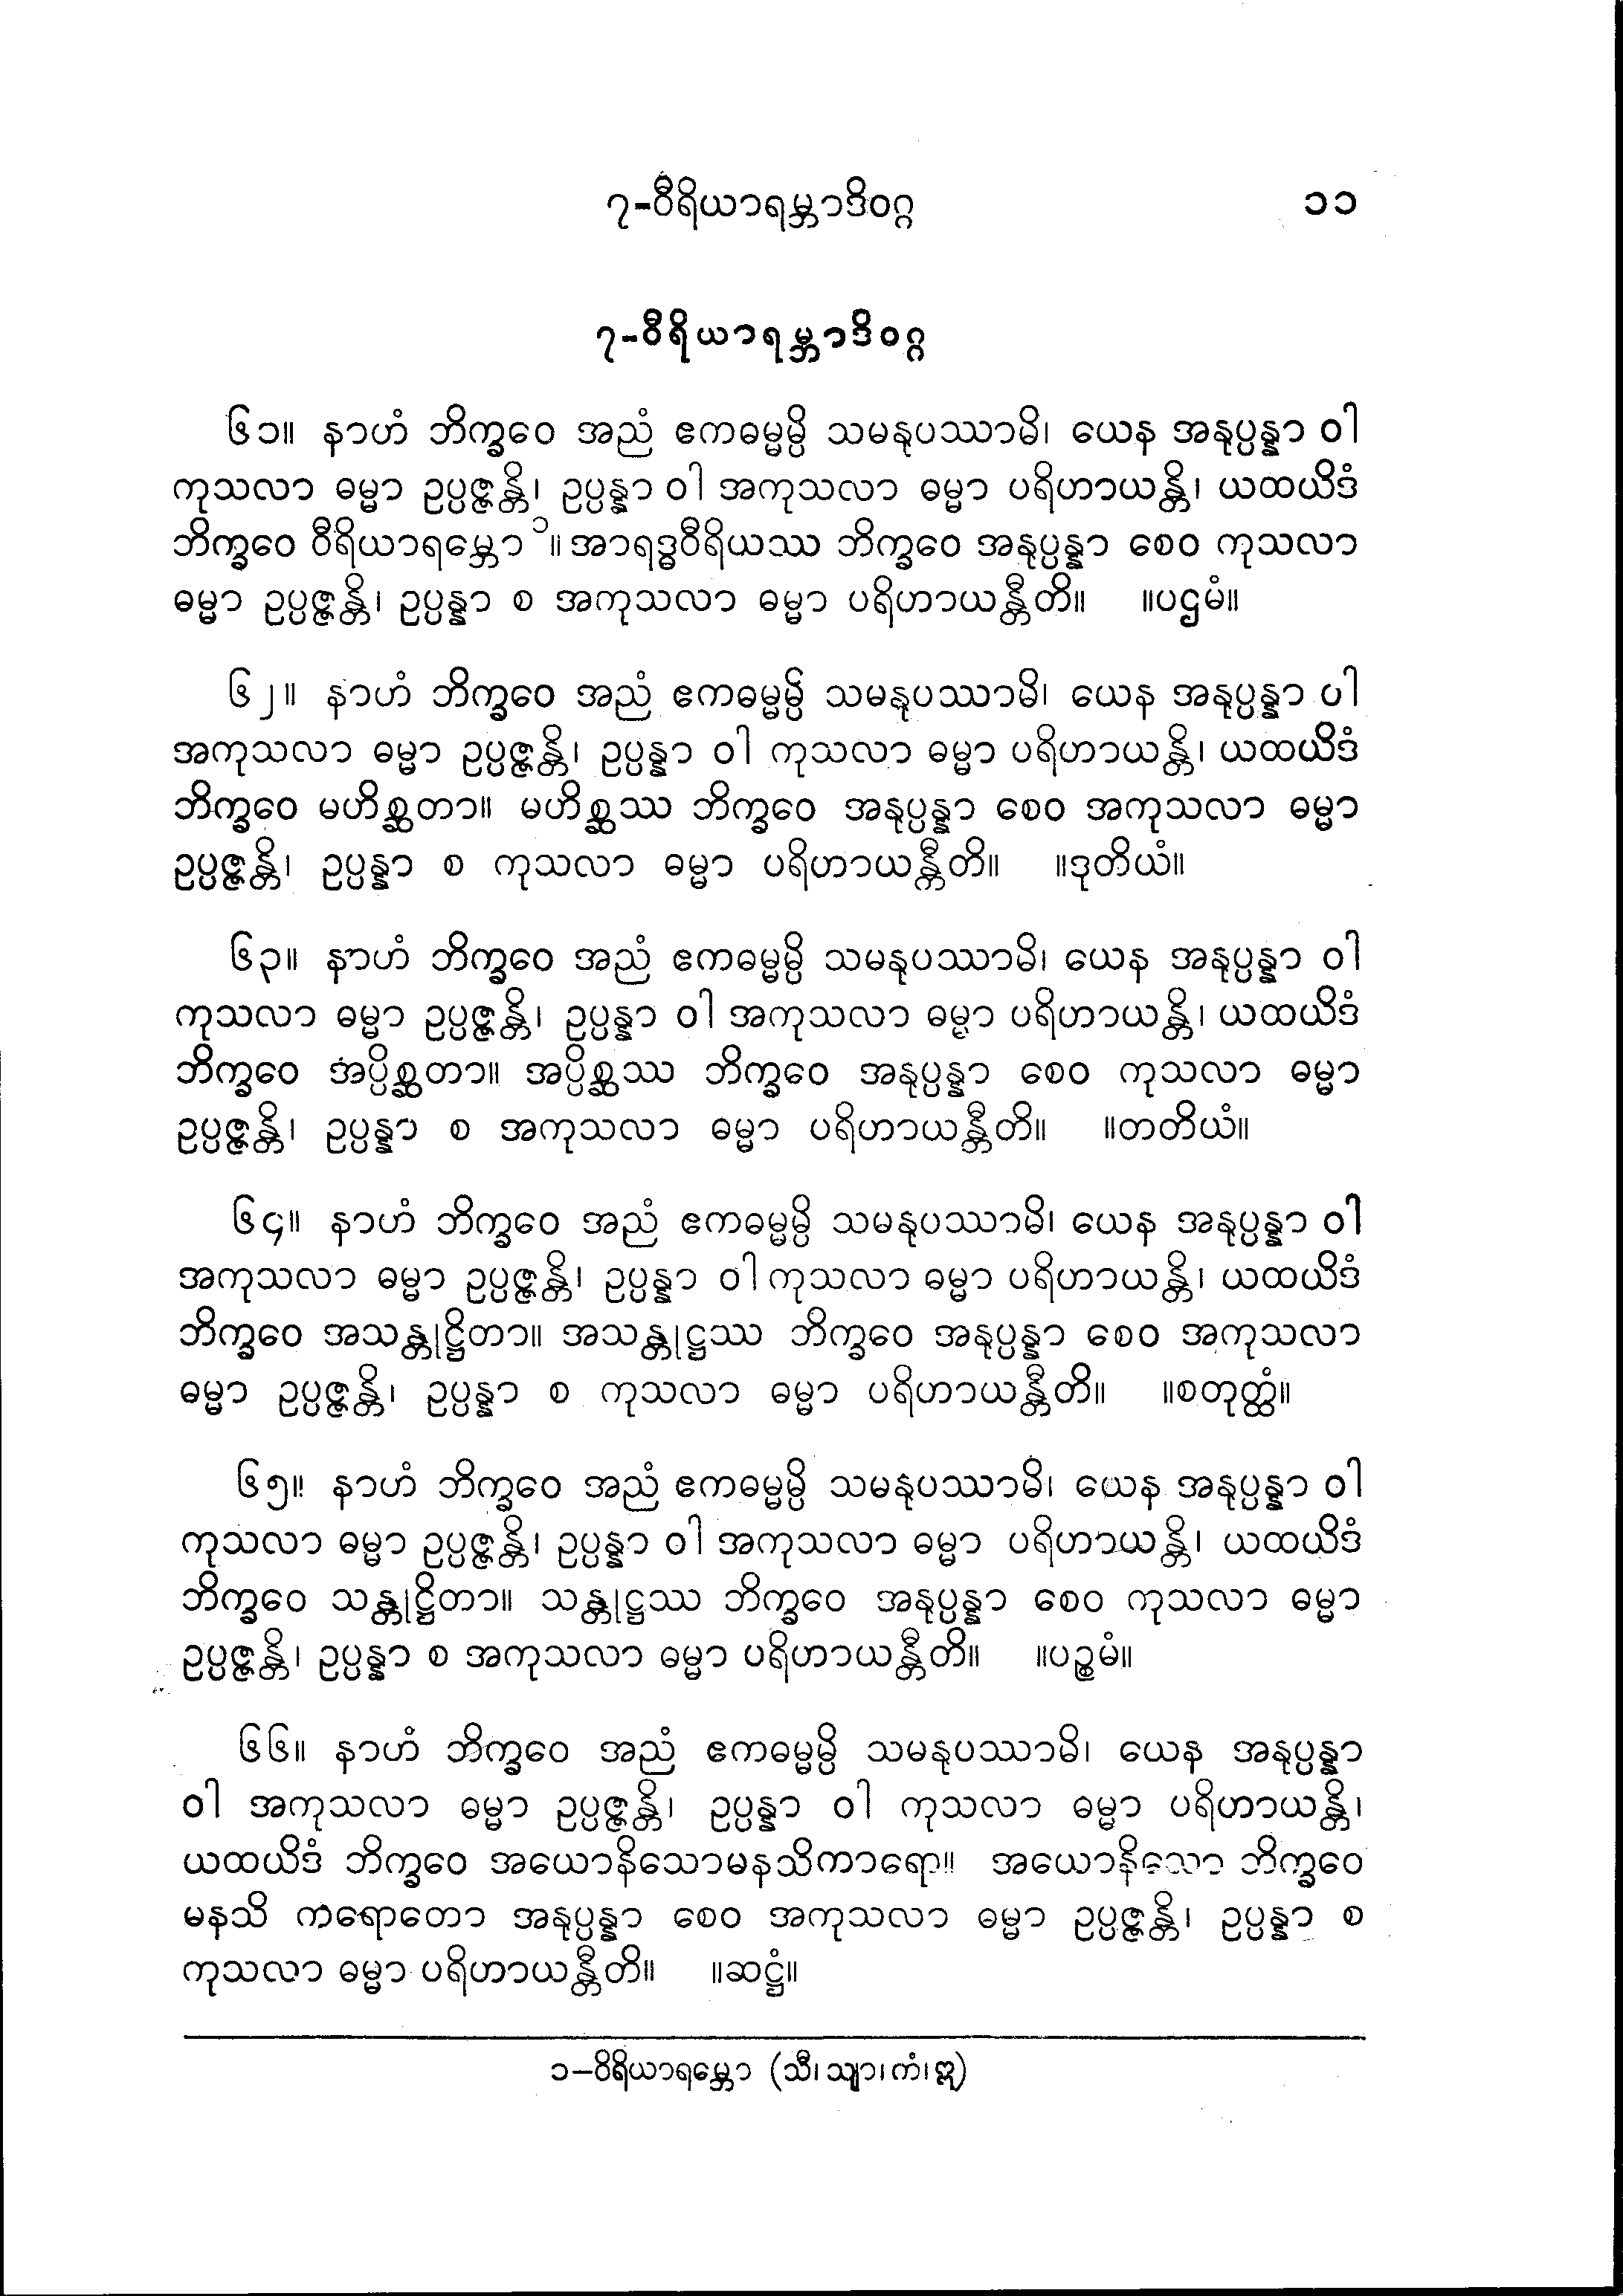 ၇-ဝီရိယာရမ္ဘာဒိဝဂ္ဂ ၁၁
၇-ဝီရိယာရမ္ဘာဒိဝဂ္ဂ
၆၁။ နာဟံ ဘိက္ခဝေ အညံ ဧကဓမ္မမ္ပိ သမနုပဿာမိ၊ ယေန အနုပ္ပန္နာ ဝါ
ကုသလာ ဓမ္မာ ဥပ္ပဇ္ဇန္တိ၊ ဥပ္ပန္နာ ဝါ အကုသလာ ဓမ္မာ ပရိဟာယန္တိ၊ ယထယိဒံ
ဘိက္ခဝေ ဝီရိယာရမ္ဘော ၁။ အာရဒ္ဓဝီရိယဿ ဘိက္ခဝေ အနုပ္ပန္နာ စေဝ ကုသလာ
ဓမ္မာ ဥပ္ပဇ္ဇန္တိ၊ ဥပ္ပန္နာ စ အကုသလာ ဓမ္မာ ပရိဟာယန္တီတိ။ ။ပဌမံ။
၆၂။ နာဟံ ဘိက္ခဝေ အညံ ဧကဓမ္မမ္ပိ သမနုပဿာမိ၊ ယေန အနုပ္ပန္နာ ဝါ
အကုသလာ ဓမ္မာ ဥပ္ပဇ္ဇန္တိ၊ ဥပ္ပန္နာ ဝါ ကုသလာ ဓမ္မာ ပရိဟာယန္တိ၊ ယထယိဒံ
ဘိက္ခဝေ မဟိစ္ဆတာ။ မဟိစ္ဆဿ ဘိက္ခဝေ အနုပ္ပန္နာ စေဝ အကုသလာ ဓမ္မာ
ဥပ္ပဇ္ဇန္တိ၊ ဥပ္ပန္နာ စ ကုသလာ ဓမ္မာ ပရိဟာယန္တီတိ။ ။ဒုတိယံ။
၆၃။ နာဟံ ဘိက္ခဝေ အညံ ဧကဓမ္မမ္ပိ သမနုပဿာမိ၊ ယေန အနုပ္ပန္နာ ဝါ
ကုသလာ ဓမ္မာ ဥပ္ပဇ္ဇန္တိ၊ ဥပ္ပန္နာ ဝါ အကုသလာ ဓမ္မာ ပရိဟာယန္တိ၊ ယထယိဒံ
ဘိက္ခဝေ အပ္ပိစ္ဆတာ။ အပ္ပိစ္ဆဿ ဘိက္ခဝေ အနုပ္ပန္နာ စေဝ ကုသလာ ဓမ္မာ
ဥပ္ပဇ္ဇန္တိ၊ ဥပ္ပန္နာ စ အကုသလာ ဓမ္မာ ပရိဟာယန္တီတိ။ ။တတိယံ။
၆၄။ နာဟံ ဘိက္ခဝေ အညံ ဧကဓမ္မမ္ပိ သမနုပဿာမိ၊ ယေန အနုပ္ပန္နာ ဝါ
အကုသလာ ဓမ္မာ ဥပ္ပဇ္ဇန္တိ၊ ဥပ္ပန္နာ ဝါ ကုသလာ ဓမ္မာ ပရိဟာယန္တိ၊ ယထယိဒံ
ဘိက္ခဝေ အသန္တုဋ္ဌိတာ။ အသန္တုဋ္ဌဿ ဘိက္ခဝေ အနုပ္ပန္နာ စေဝ အကုသလာ
ဓမ္မာ ဥပ္ပဇ္ဇန္တိ၊ ဥပ္ပန္နာ စ ကုသလာ ဓမ္မာ ပရိဟာယန္တီတိ။ ။စတုတ္ထံ။
၆၅။ နာဟံ ဘိက္ခဝေ အညံ ဧကဓမ္မမ္ပိ သမနုပဿာမိ၊ ယေန အနုပ္ပန္နာ ဝါ
ကုသလာ ဓမ္မာ ဥပ္ပဇ္ဇန္တိ၊ ဥပ္ပန္နာ ဝါ အကုသလာ ဓမ္မာ ပရိဟာယန္တိ၊ ယထယိဒံ
ဘိက္ခဝေ သန္တုဋ္ဌိတာ။ သန္တုဋ္ဌဿ ဘိက္ခဝေ အနုပ္ပန္နာ စေဝ ကုသလာ ဓမ္မာ
ဥပ္ပဇ္ဇန္တိ၊ ဥပ္ပန္နာ စ အကုသလာ ဓမ္မာ ပရိဟာယန္တီတိ။ ။ပဉ္စမံ။
၆၆။ နာဟံ ဘိက္ခဝေ အညံ ဧကဓမ္မမ္ပိ သမနုပဿာမိ၊ ယေန အနုပ္ပန္နာ
ဝါ အကုသလာ ဓမ္မာ ဥပ္ပဇ္ဇန္တိ၊ ဥပ္ပန္နာ ဝါ ကုသလာ ဓမ္မာ ပရိဟာယန္တိ၊
ယထယိဒံ ဘိက္ခဝေ အယောနိသောမနသိကာရော။ အယောနိသော ဘိက္ခဝေ
မနသိ ကရောတော အနုပ္ပန္နာ စေဝ အကုသလာ ဓမ္မာ ဥပ္ပဇ္ဇန္တိ၊ ဥပ္ပန္နာ စ
ကုသလာ ဓမ္မာ ပရိဟာယန္တီတိ။ ။ဆဋ္ဌံ။
၁–ဝိရိယာရမ္ဘော (သီ၊ သျာ၊ ကံ၊ ဣ)